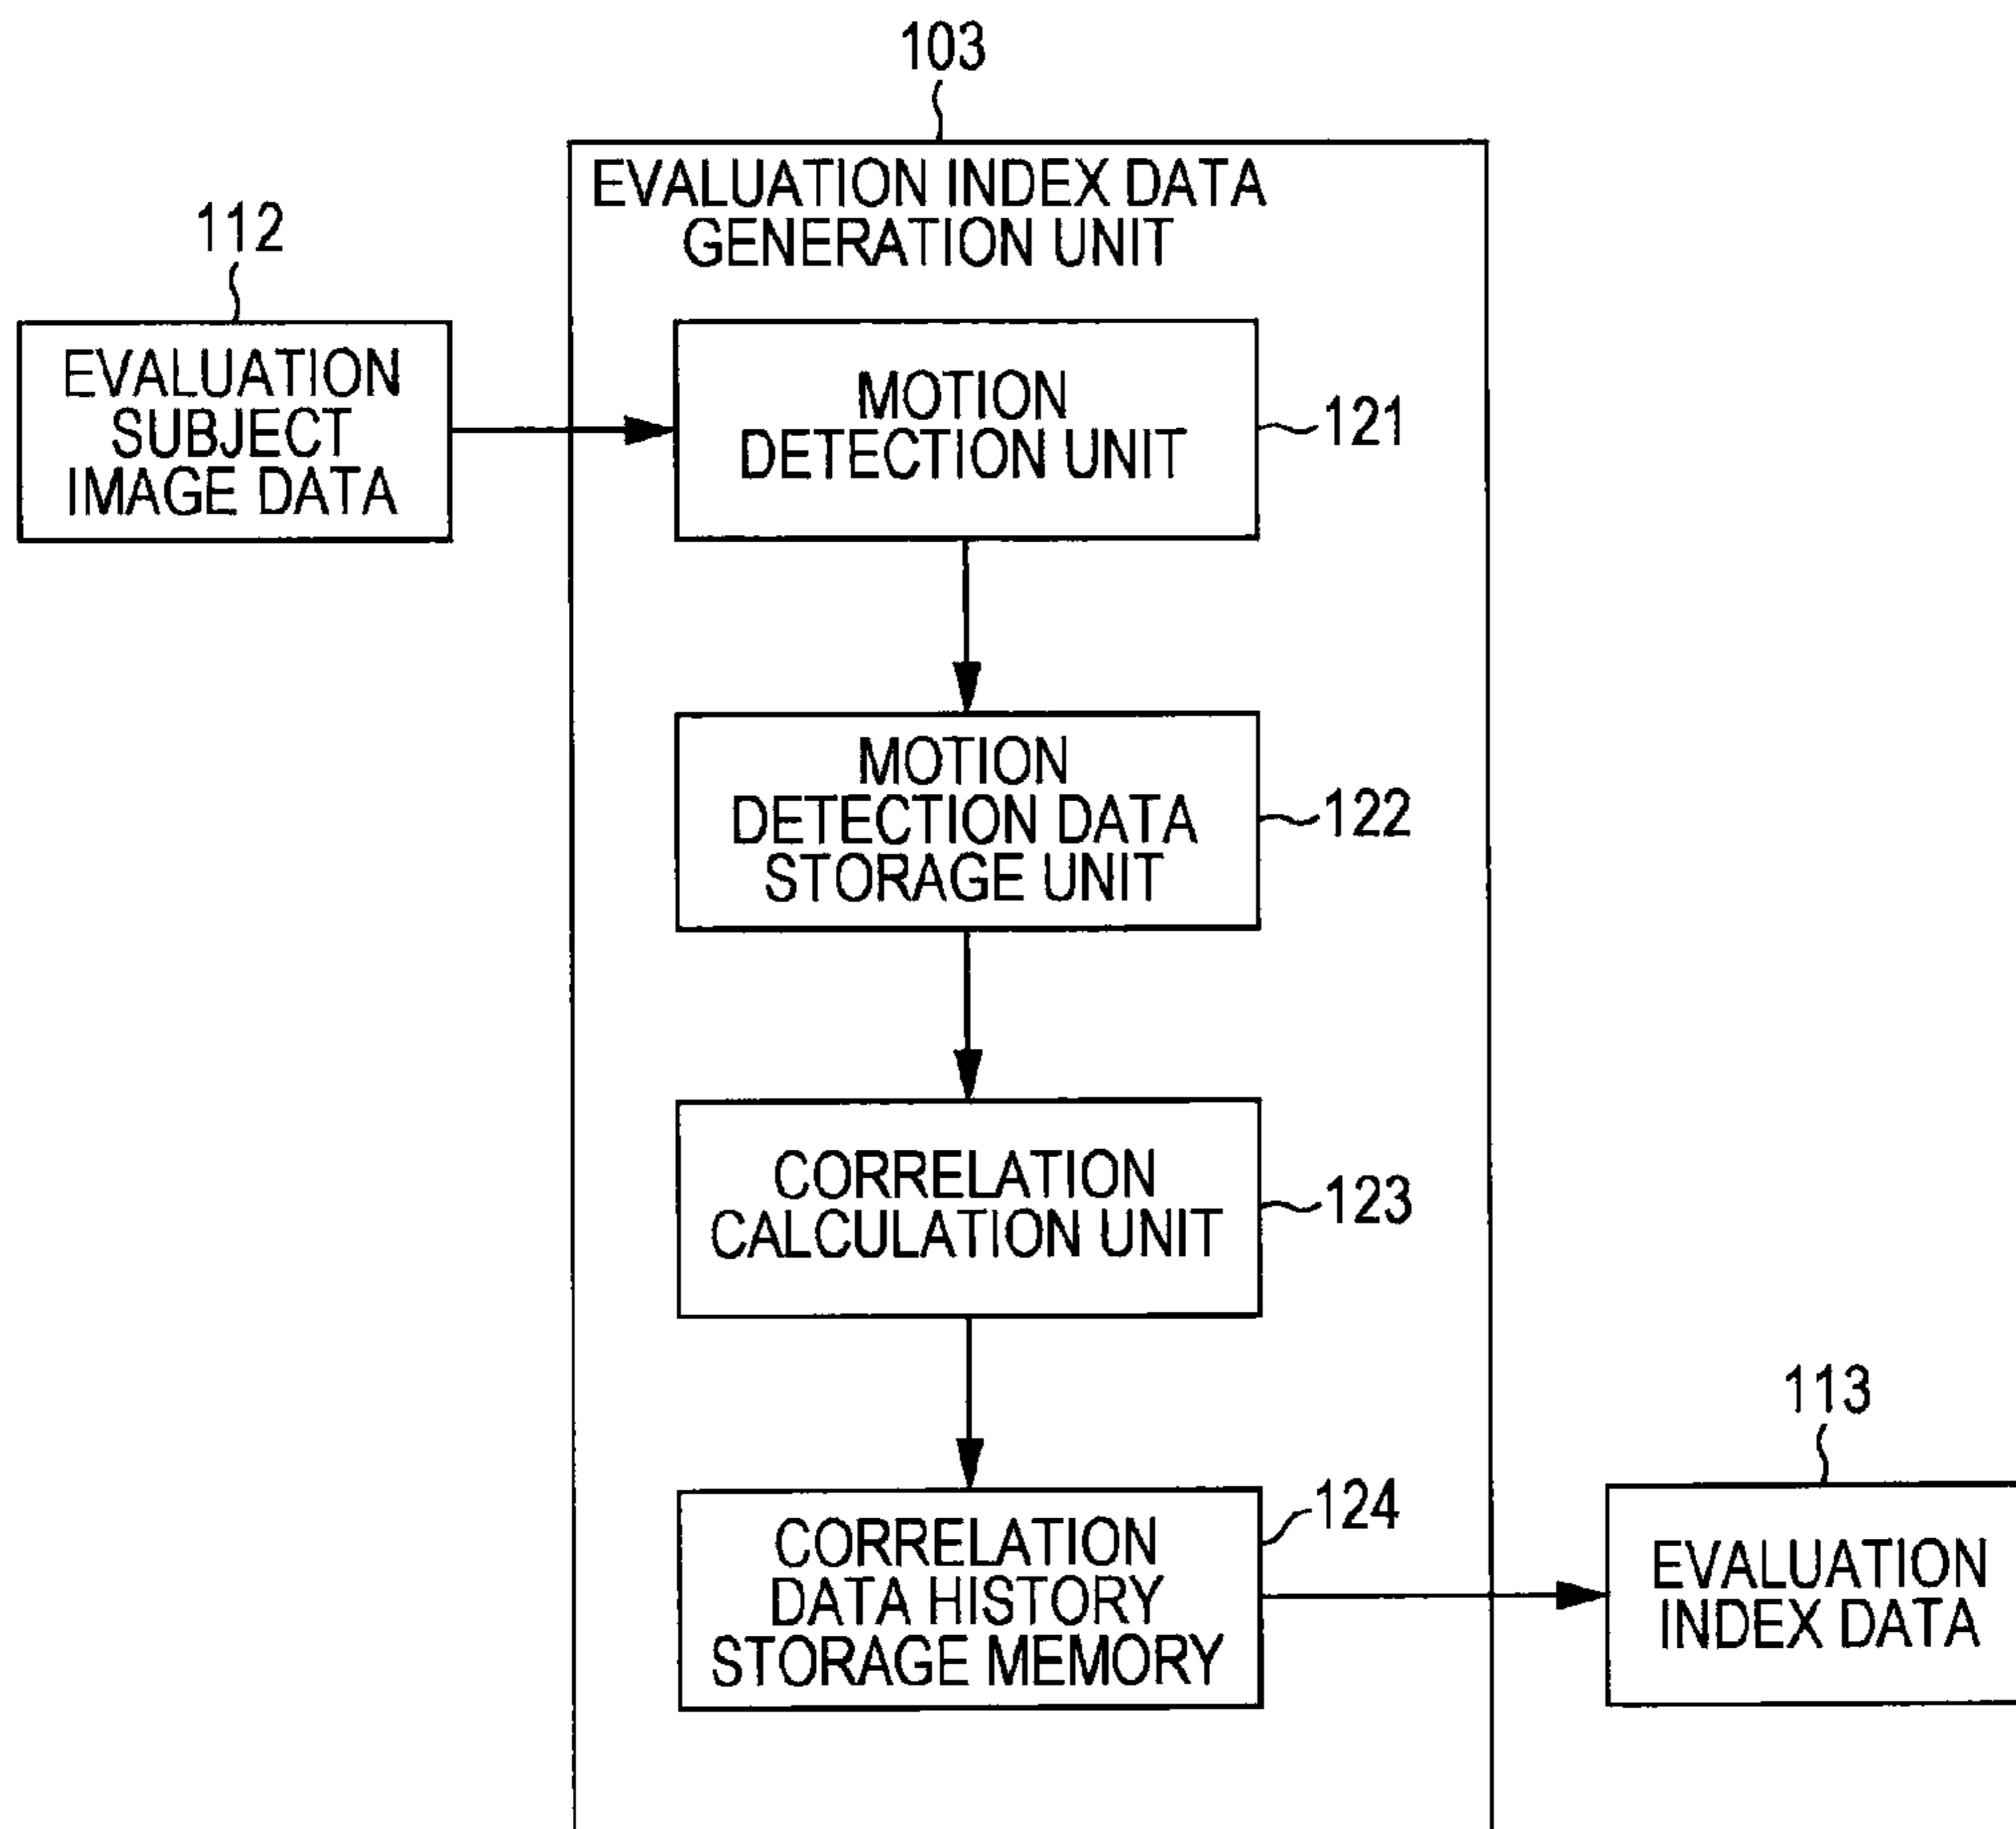 103
EVALUATION INDEX DATA
GENERATION UNIT
112
EVALUATION
SUBJECT
IMAGE DATA
MOTION
DETECTION UNIT
121
MOTION
DETECTION DATA
STORAGE UNIT
122
CORRELATION
CALCULATION UNIT
123
CORRELATION
DATA HISTORY
STORAGE MEMORY
124
113
EVALUATION
INDEX DATA